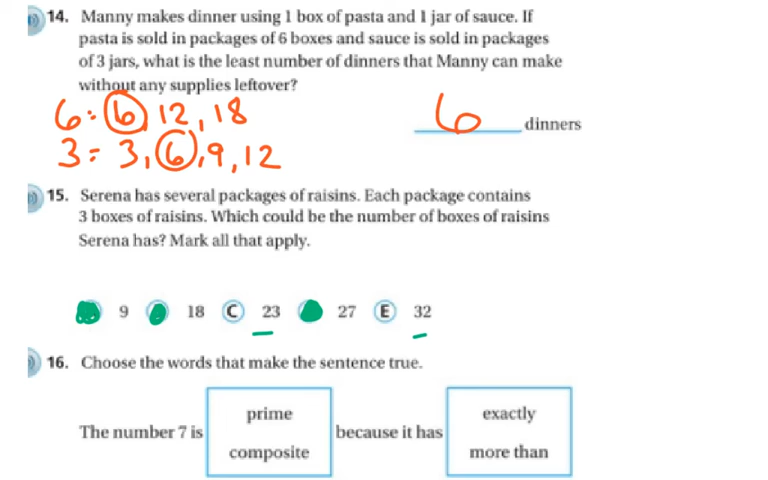 14. Manny makes dinner using 1 box of pasta and 1 jar of sauce. If
pasta is sold in packages of 6 boxes and sauce is sold in packages
of 3 jars, what is the least number of dinners that Manny can make
without any supplies leftover?
6: 6, 12, 18
6 dinners
3 = 3, 6, 9, 12
15. Serena has several packages of raisins. Each package contains
3 boxes of raisins. Which could be the number of boxes of raisins
Serena has? Mark all that apply.
9 18 C 23 27 E 32
16. Choose the words that make the sentence true.
prime exactly
The number 7 is because it has
composite more than